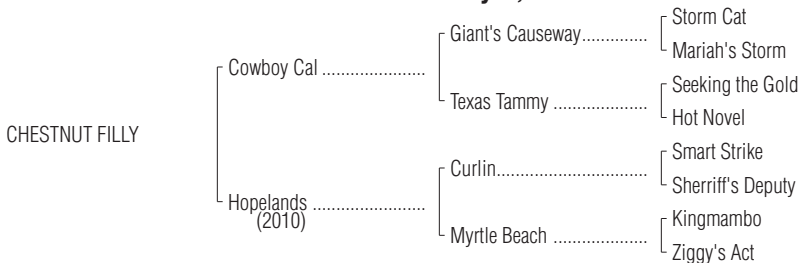 Storm Cat
Giant's Causeway..............
Mariah's Storm
Cowboy Cal ......................
Seeking the Gold
Texas Tammy ....................
Hot Novel
CHESTNUT FILLY
Smart Strike
Curlin................................
Sherriff's Deputy
Hopelands ........................
(2010)
Kingmambo
Myrtle Beach ....................
Ziggy's Act